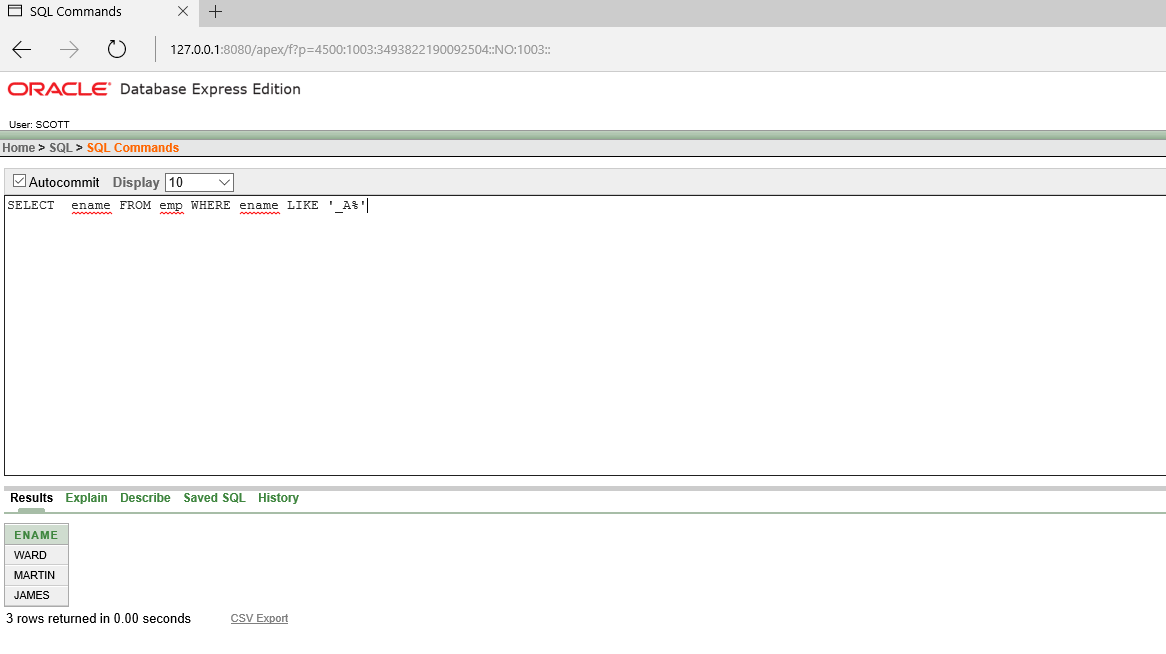 SQL Commands
127.0.0.1:8080/apex/f?p=4500:1003:3493822190092504::NO:1003::
ORACLE Database Express Edition
User: SCOTT
Home > SQL > SQL Commands
Autocommit Display 10
SELECT  ename FROM emp WHERE ename LIKE '_A%'
Results Explain Describe Saved SQL History
ENAME
WARD
MARTIN
JAMES
3 rows returned in 0.00 seconds CSV Export